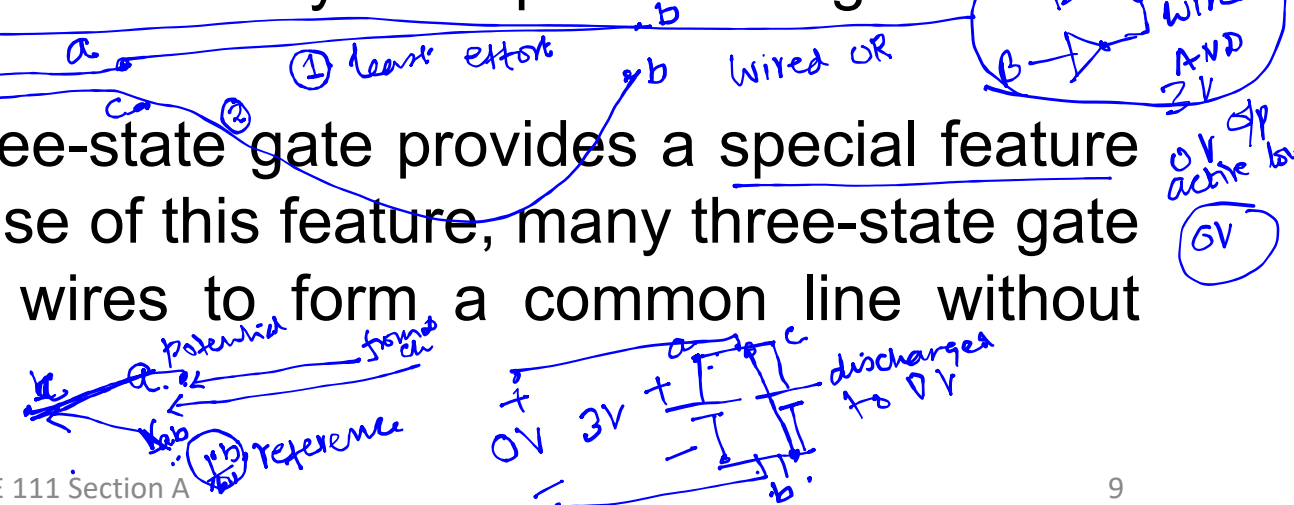 a b
① least effort b wired OR B AND
c 3V
② 
ee-state gate provides a special feature
0V o/p
active
se of this feature, many three-state gate
0V
wires to form a common line without
potential from
a. a c discharged
+ + to 0V
0V 3V
Vab reference
b
E 111 Section A 9